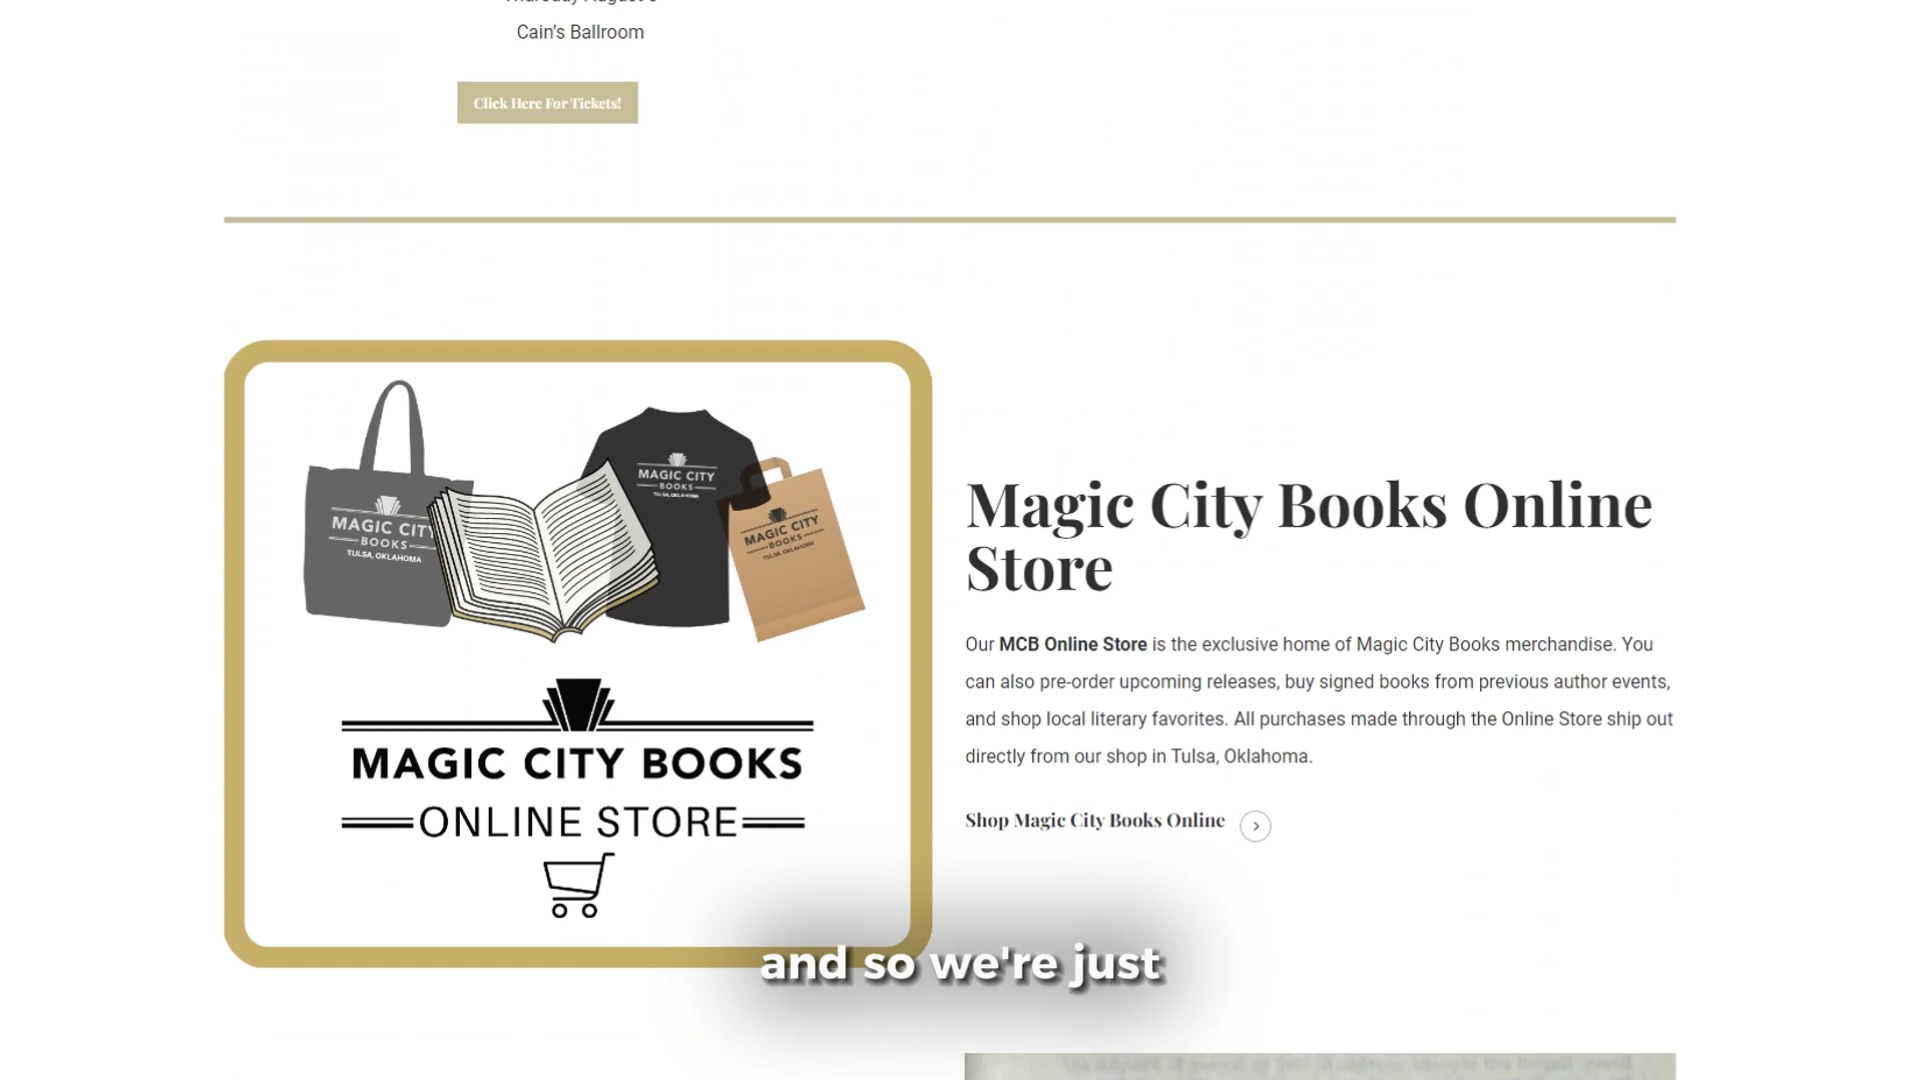 Cain's Ballroom
Click Here For Tickets!
MAGIC CITY
BOOKS
TULSA, OKLAHOMA
MAGIC CITY
BOOKS
TULSA, OKLAHOMA
MAGIC CITY
BOOKS
TULSA, OKLAHOMA
MAGIC CITY BOOKS
ONLINE STORE
Magic City Books Online
Store
Our MCB Online Store is the exclusive home of Magic City Books merchandise. You
can also pre-order upcoming releases, buy signed books from previous author events,
and shop local literary favorites. All purchases made through the Online Store ship out
directly from our shop in Tulsa, Oklahoma.
Shop Magic City Books Online
and so we're just